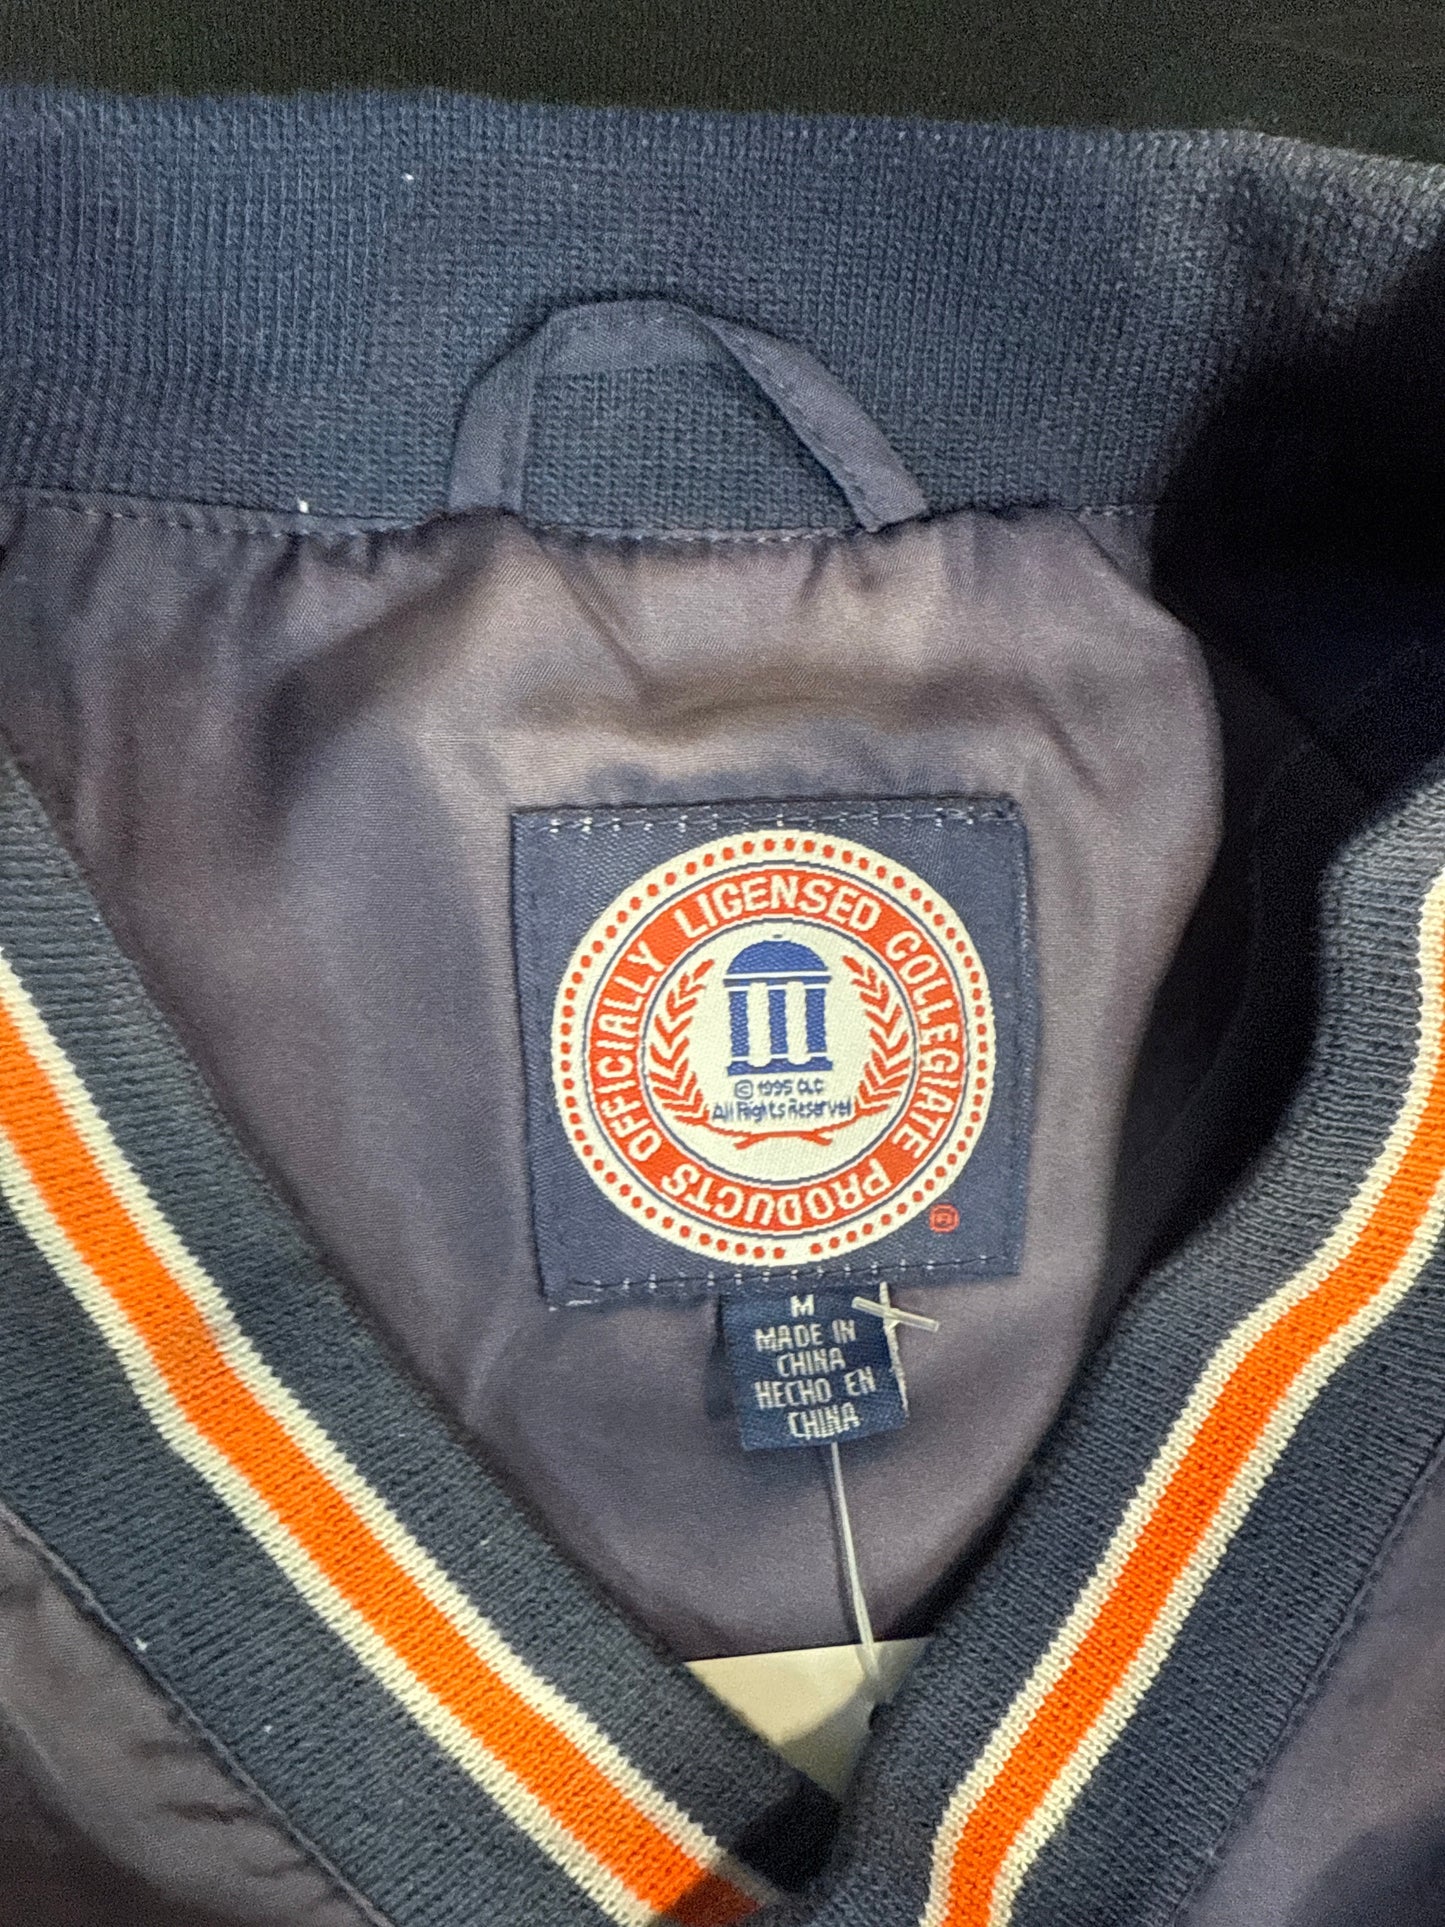 OFFICIALLY LICENSED COLLEGIATE PRODUCTS
© 1995 CLC
All Rights Reserved
®
M
MADE IN
CHINA
HECHO EN
CHINA